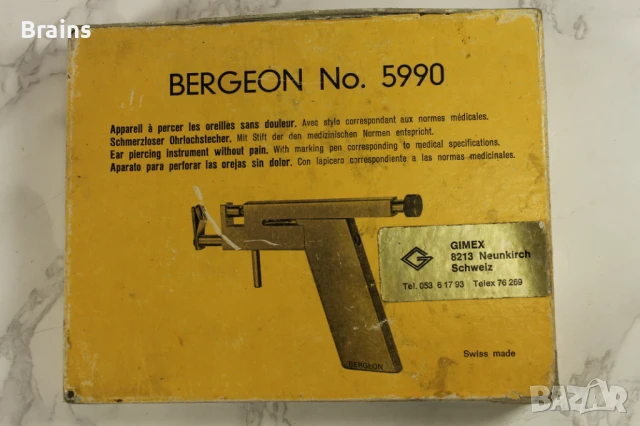 Brains
BERGEON No. 5990
Appareil à percer les oreilles sans douleur. Avec stylo correspondant aux normes médicales.
Schmerzloser Ohrlochstecher. Mit Stift der den medizinischen Normen entspricht.
Ear piercing instrument without pain. With marking pen corresponding to medical specifications.
Aparato para perforar las orejas sin dolor. Con lapicero correspondiente a las normas medicinales.
GIMEX
8213 Neunkirch
Schweiz
Tel. 053 6 17 93 Telex 76 269
BERGEON
Swiss made
BAZAR